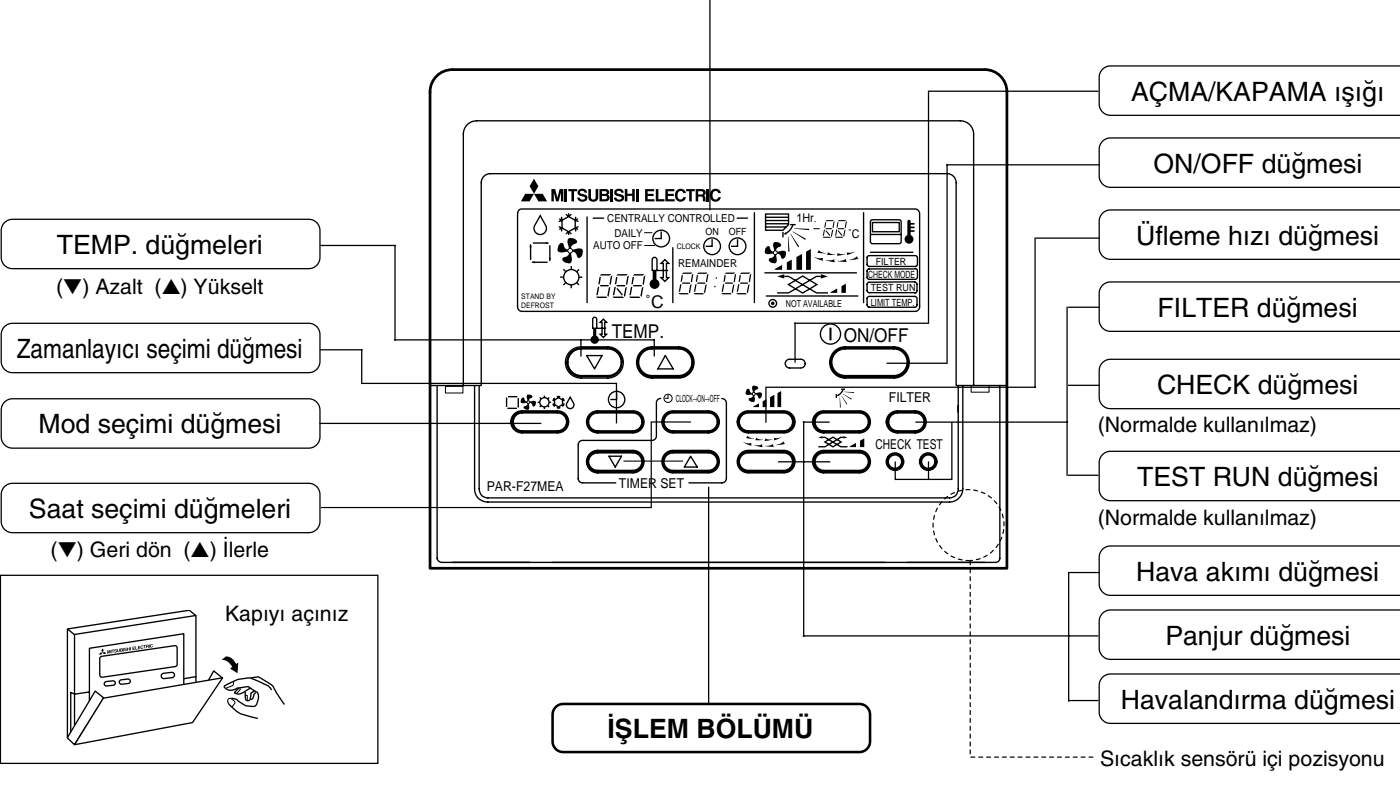 TEMP. düğmeleri
(▼) Azalt (▲) Yükselt
Zamanlayıcı seçimi düğmesi
Mod seçimi düğmesi
Saat seçimi düğmeleri
(▼) Geri dön (▲) İlerle
Kapıyı açınız
MITSUBISHI ELECTRIC
MITSUBISHI ELECTRIC
CENTRALLY CONTROLLED
DAILY
AUTO OFF
CLOCK
ON OFF
REMAINDER
°C
STAND BY
DEFROST
1Hr.
°C
NOT AVAILABLE
FILTER
CHECK MODE
TEST RUN
LIMIT TEMP.
TEMP.
ON/OFF
CLOCK→ON→OFF
FILTER
CHECK TEST
PAR-F27MEA
TIMER SET
İŞLEM BÖLÜMÜ
AÇMA/KAPAMA ışığı
ON/OFF düğmesi
Üfleme hızı düğmesi
FILTER düğmesi
CHECK düğmesi
(Normalde kullanılmaz)
TEST RUN düğmesi
(Normalde kullanılmaz)
Hava akımı düğmesi
Panjur düğmesi
Havalandırma düğmesi
Sıcaklık sensörü içi pozisyonu